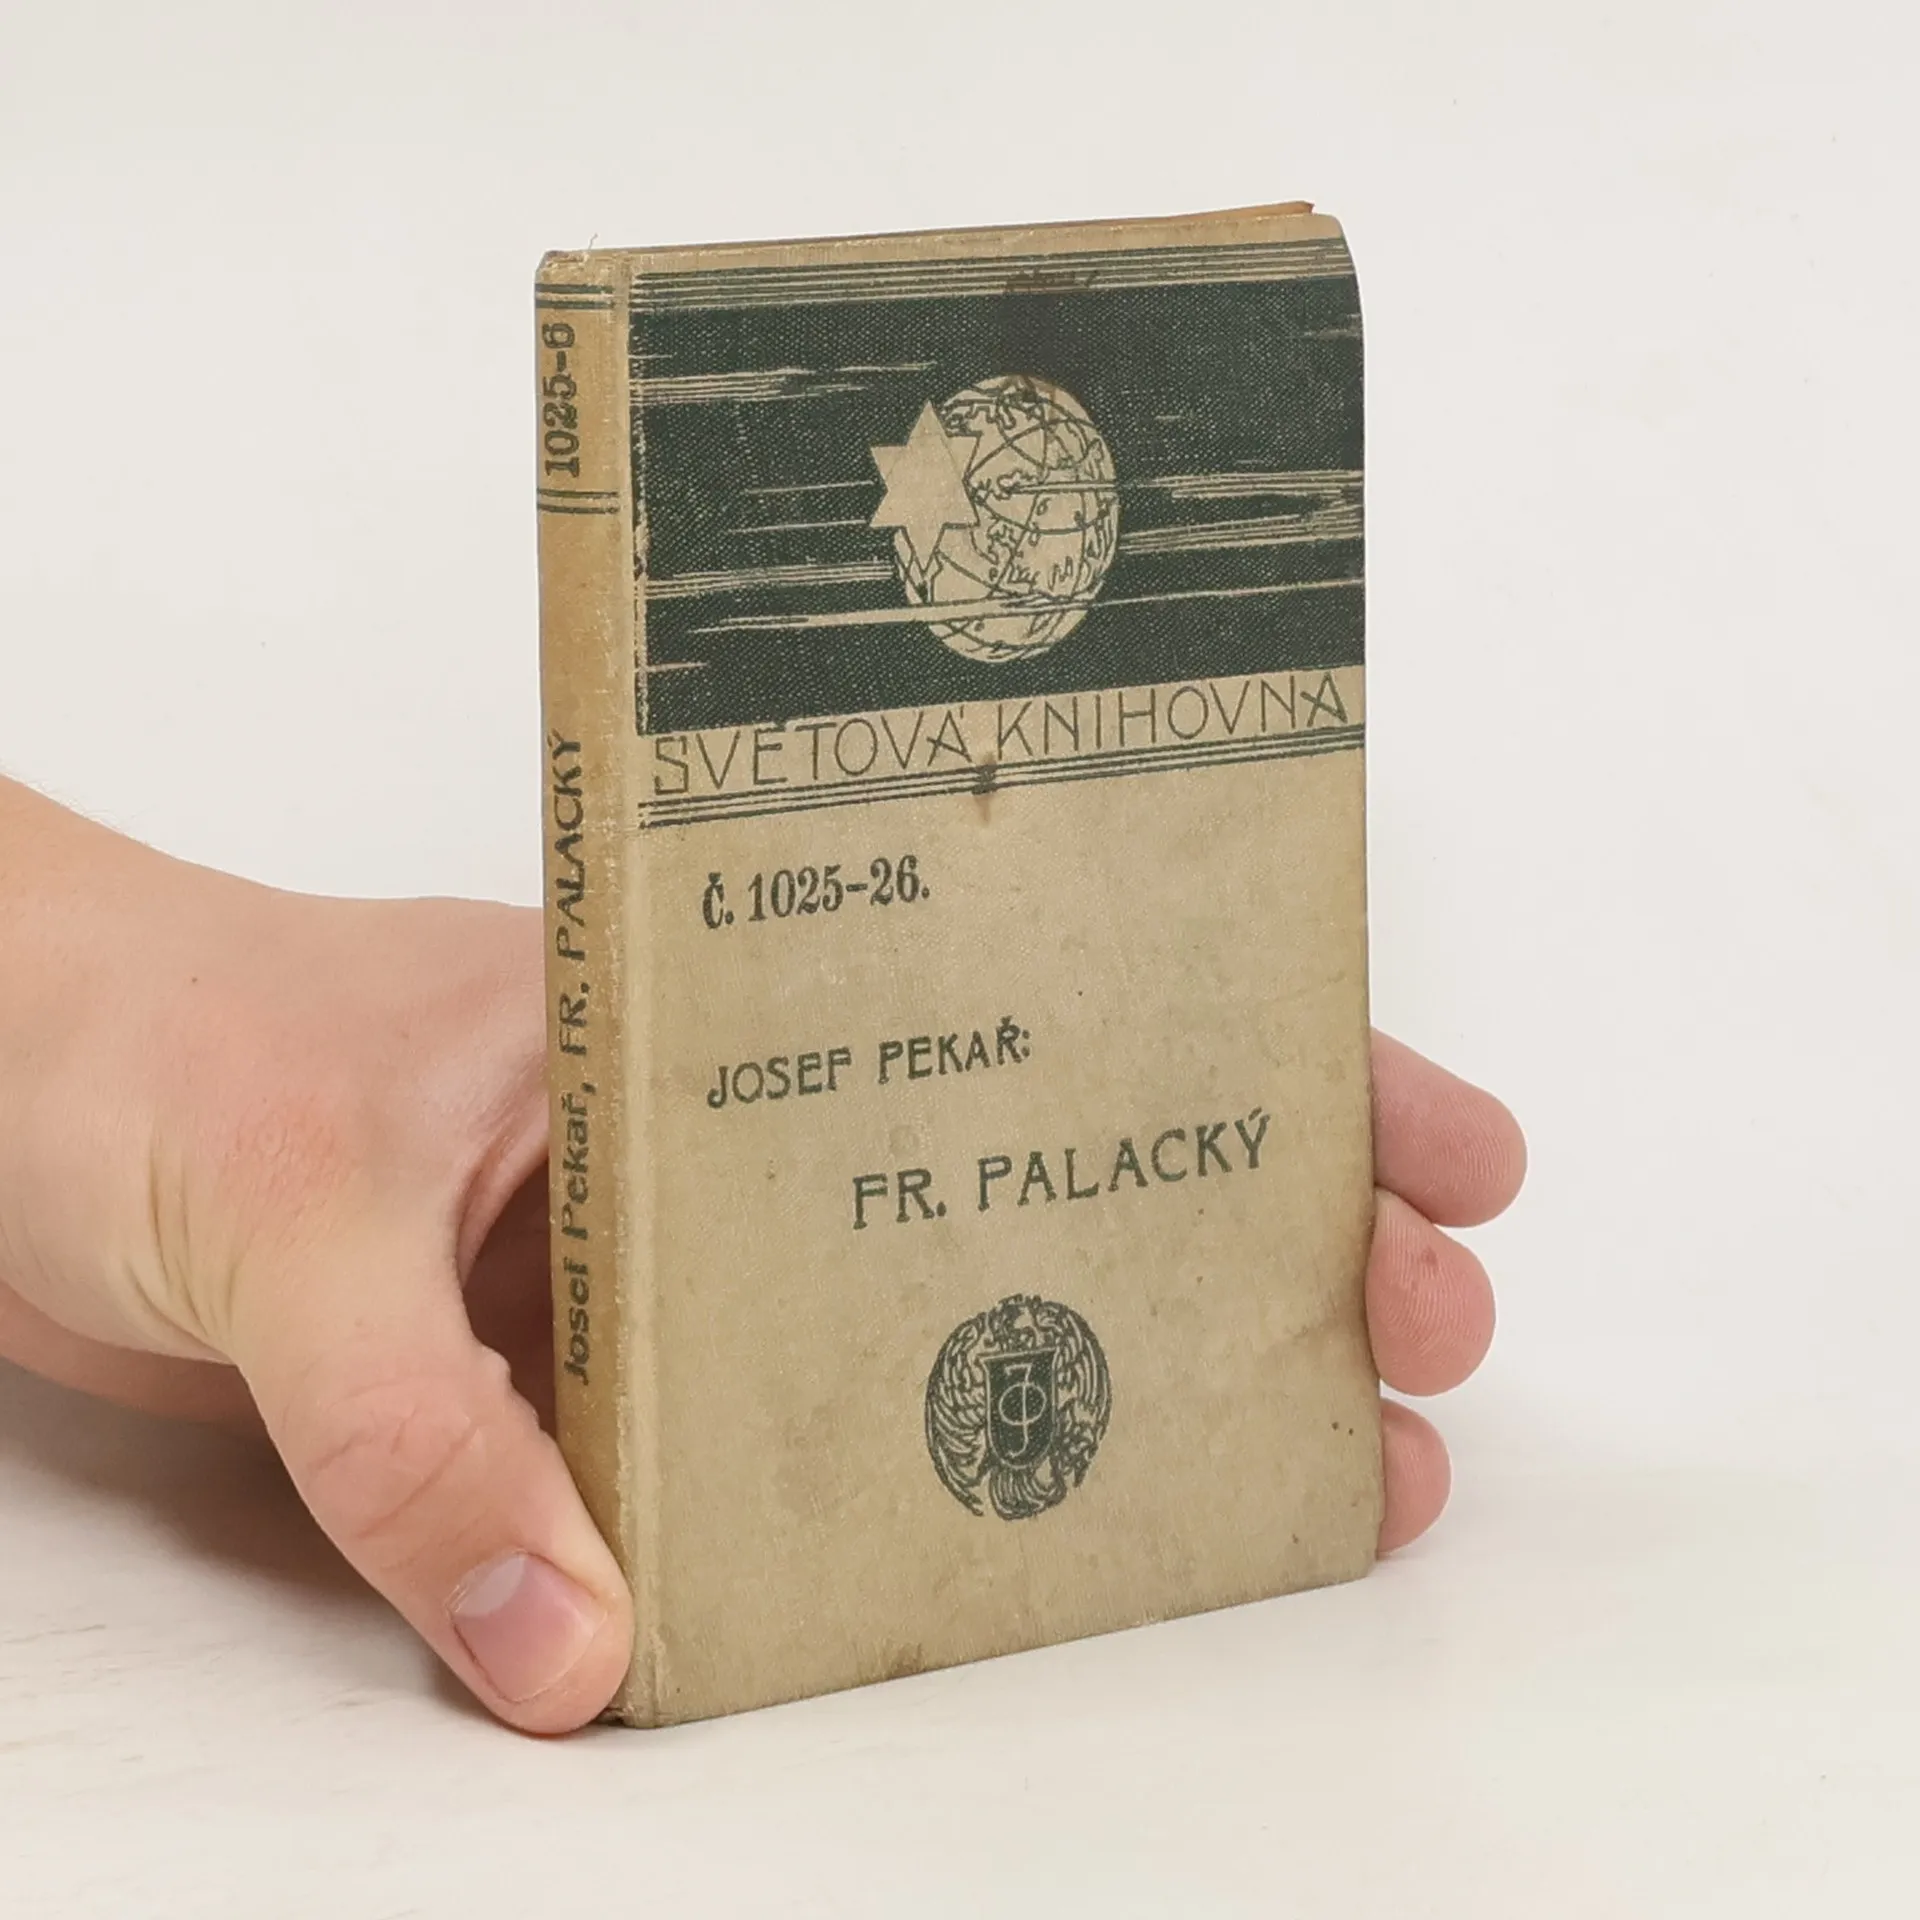 1025-6
Josef Pekař, FR. PALACKÝ
SVĚTOVÁ KNIHOVNA
Č. 1025-26.
JOSEF PEKAŘ:
FR. PALACKÝ